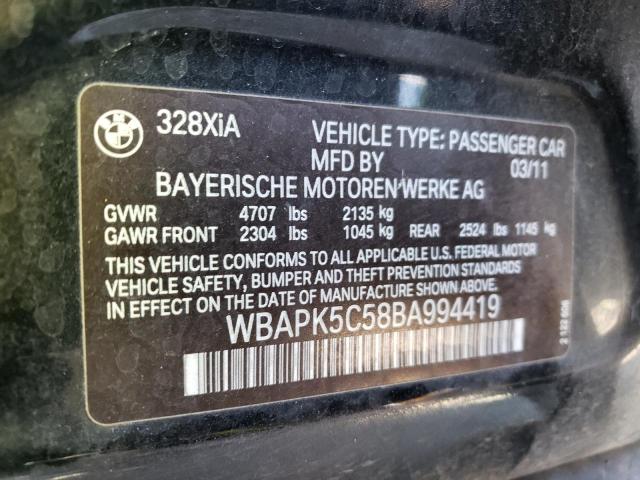 BMW
328XiA
VEHICLE TYPE: PASSENGER CAR
MFD BY 03/11
BAYERISCHE MOTOREN WERKE AG
GVWR 4707 lbs 2135 kg
GAWR FRONT 2304 lbs 1045 kg REAR 2524 lbs 1145 kg
THIS VEHICLE CONFORMS TO ALL APPLICABLE U.S. FEDERAL MOTOR
VEHICLE SAFETY, BUMPER AND THEFT PREVENTION STANDARDS
IN EFFECT ON THE DATE OF MANUFACTURE SHOWN ABOVE.
WBAPK5C58BA994419